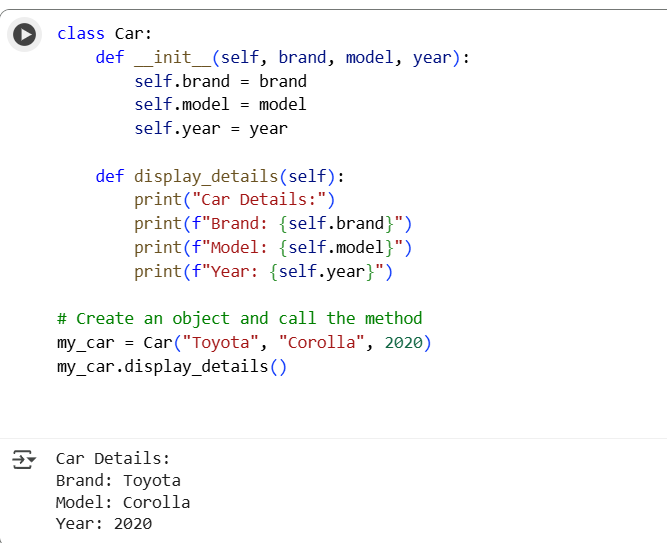 class Car:
    def __init__(self, brand, model, year):
        self.brand = brand
        self.model = model
        self.year = year

    def display_details(self):
        print("Car Details:")
        print(f"Brand: {self.brand}")
        print(f"Model: {self.model}")
        print(f"Year: {self.year}")

# Create an object and call the method
my_car = Car("Toyota", "Corolla", 2020)
my_car.display_details()

Car Details:
Brand: Toyota
Model: Corolla
Year: 2020